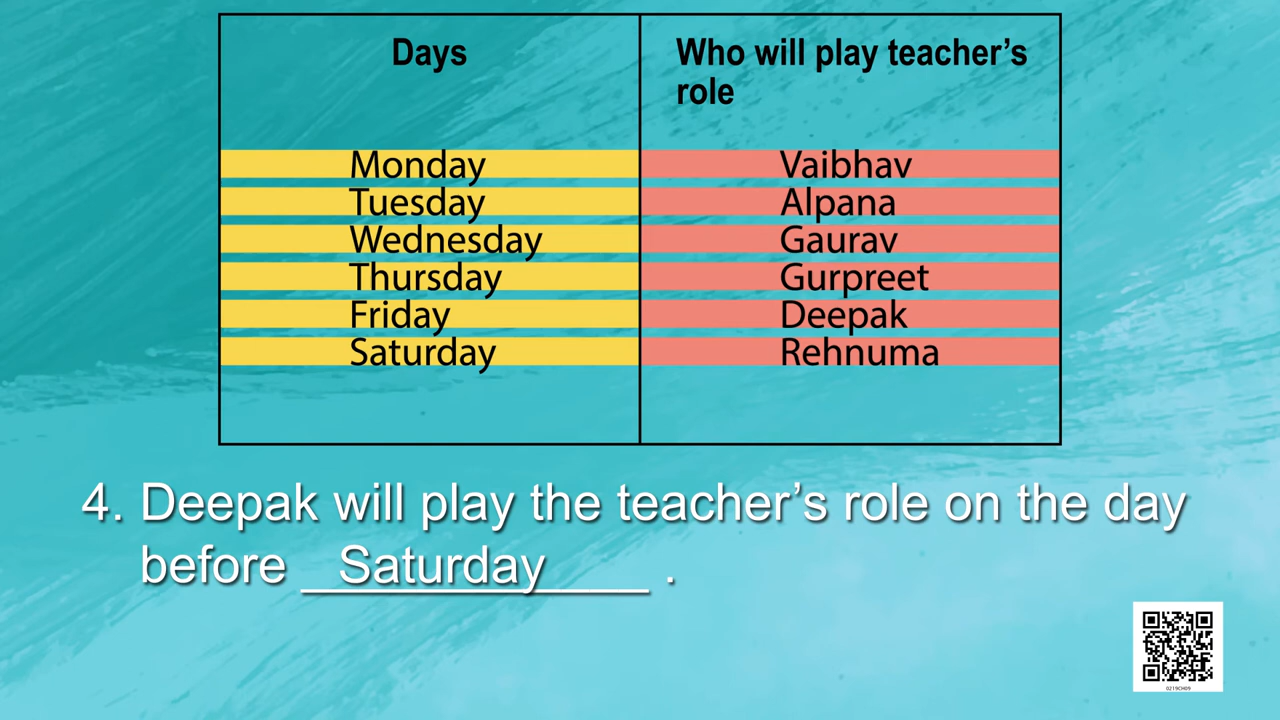 Days
Who will play teacher's
role
Monday Vaibhav
Tuesday Alpana
Wednesday Gaurav
Thursday Gurpreet
Friday Deepak
Saturday Rehnuma
4. Deepak will play the teacher’s role on the day
before Saturday .
0219CH09